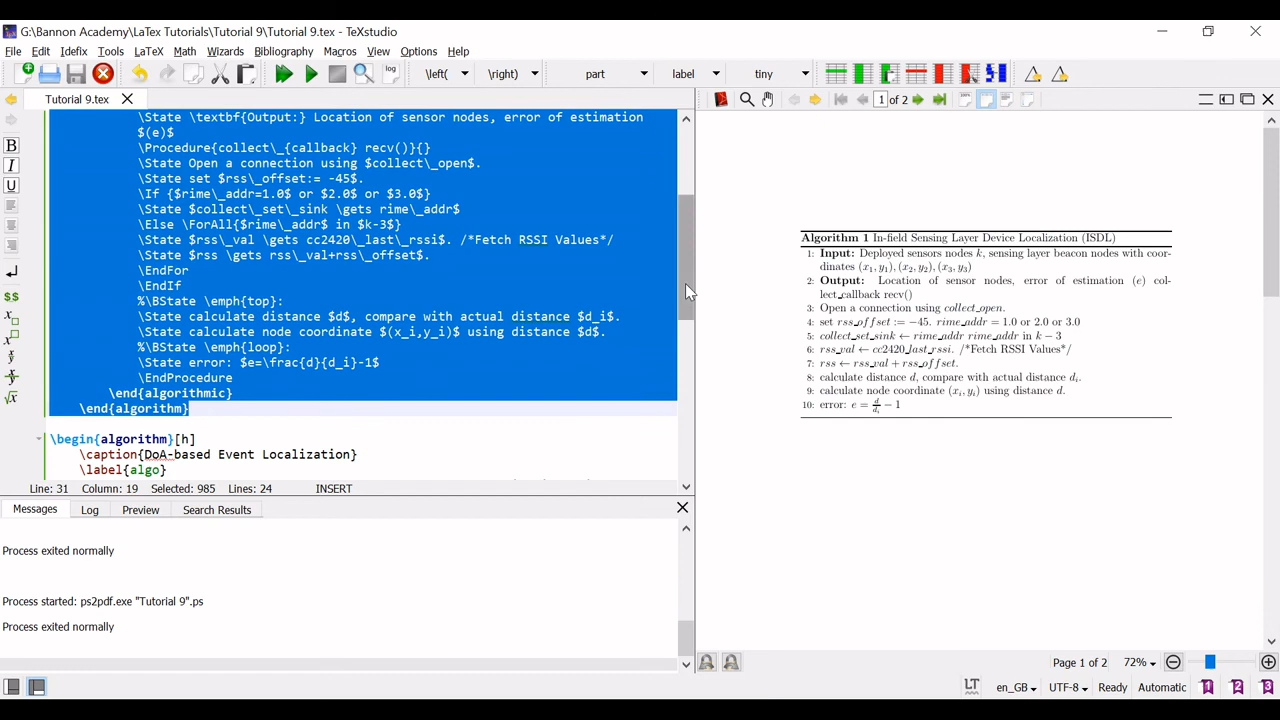 G:\Bannon Academy\LaTex Tutorials\Tutorial 9\Tutorial 9.tex - TeXstudio
File Edit Idefix Tools LaTeX Math Wizards Bibliography Macros View Options Help
\left( \right) part label tiny
Tutorial 9.tex
1 of 2
\State \textbf{Output:} Location of sensor nodes, error of estimation
$(e)$
\Procedure{collect\_{callback} recv()}{}
\State Open a connection using $collect\_open$.
\State set $rss\_offset:= -45$.
\If {$rime\_addr=1.0$ or $2.0$ or $3.0$}
\State $collect\_set\_sink \gets rime\_addr$
\Else \ForAll{$rime\_addr$ in $k-3$}
\State $rss\_val \gets cc2420\_last\_rssi$. /*Fetch RSSI Values*/
\State $rss \gets rss\_val+rss\_offset$.
\EndFor
\EndIf
%\BState \emph{top}:
\State calculate distance $d$, compare with actual distance $d_i$.
\State calculate node coordinate $(x_i,y_i)$ using distance $d$.
%\BState \emph{loop}:
\State error: $e=\frac{d}{d_i}-1$
\EndProcedure
\end{algorithmic}
\end{algorithm}
\begin{algorithm}[h]
\caption{DoA-based Event Localization}
\label{algo}
Line: 31 Column: 19 Selected: 985 Lines: 24 INSERT
Messages Log Preview Search Results
Process exited normally
Process started: ps2pdf.exe "Tutorial 9".ps
Process exited normally
Algorithm 1 In-field Sensing Layer Device Localization (ISDL)
1: Input: Deployed sensors nodes k, sensing layer beacon nodes with coor-
dinates (x₁, y₁), (x₂, y₂), (x₃, y₃)
2: Output: Location of sensor nodes, error of estimation (e) col-
lect_callback recv()
3: Open a connection using collect_open.
4: set rss_offset := −45. rime_addr = 1.0 or 2.0 or 3.0
5: collect_set_sink ← rime_addr rime_addr in k − 3
6: rss_val ← cc2420_last_rssi. /*Fetch RSSI Values*/
7: rss ← rss_val + rss_offset.
8: calculate distance d, compare with actual distance dᵢ.
9: calculate node coordinate (xᵢ, yᵢ) using distance d.
10: error: e = d/dᵢ − 1
Page 1 of 2 72%
LT en_GB UTF-8 Ready Automatic 1 2 3